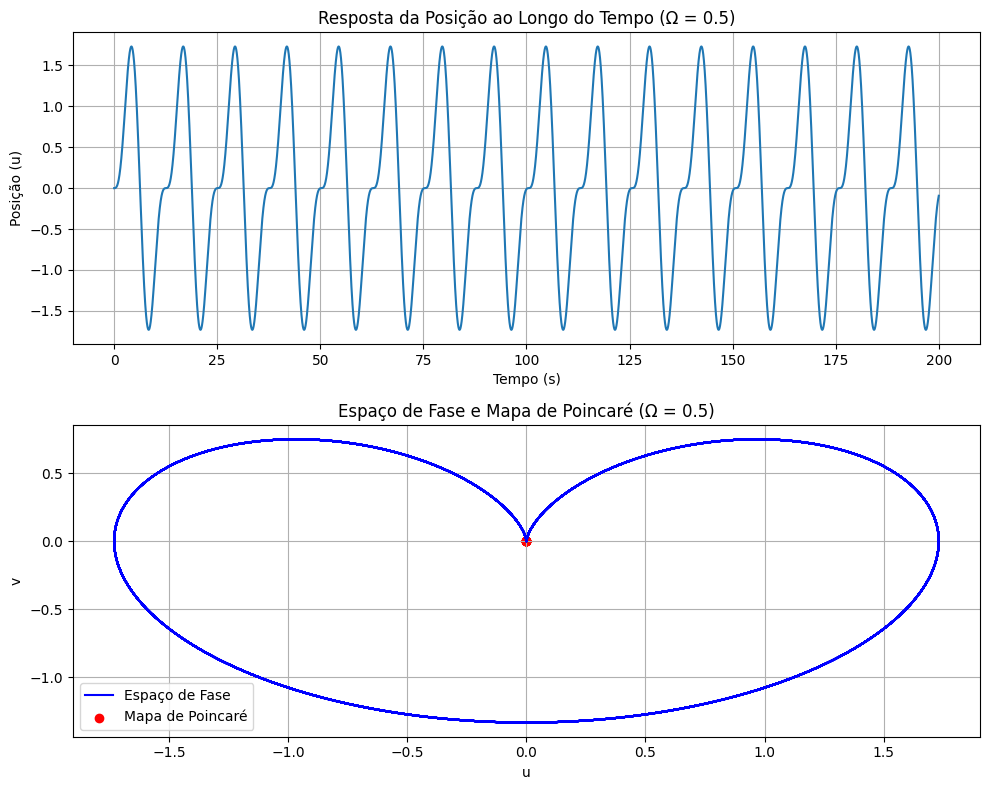 Resposta da Posição ao Longo do Tempo (Ω = 0.5)
1.5
1.0
0.5
0.0
−0.5
−1.0
−1.5
Posição (u)
0 25 50 75 100 125 150 175 200
Tempo (s)
Espaço de Fase e Mapa de Poincaré (Ω = 0.5)
0.5
0.0
−0.5
−1.0
v
Espaço de Fase
Mapa de Poincaré
−1.5 −1.0 −0.5 0.0 0.5 1.0 1.5
u